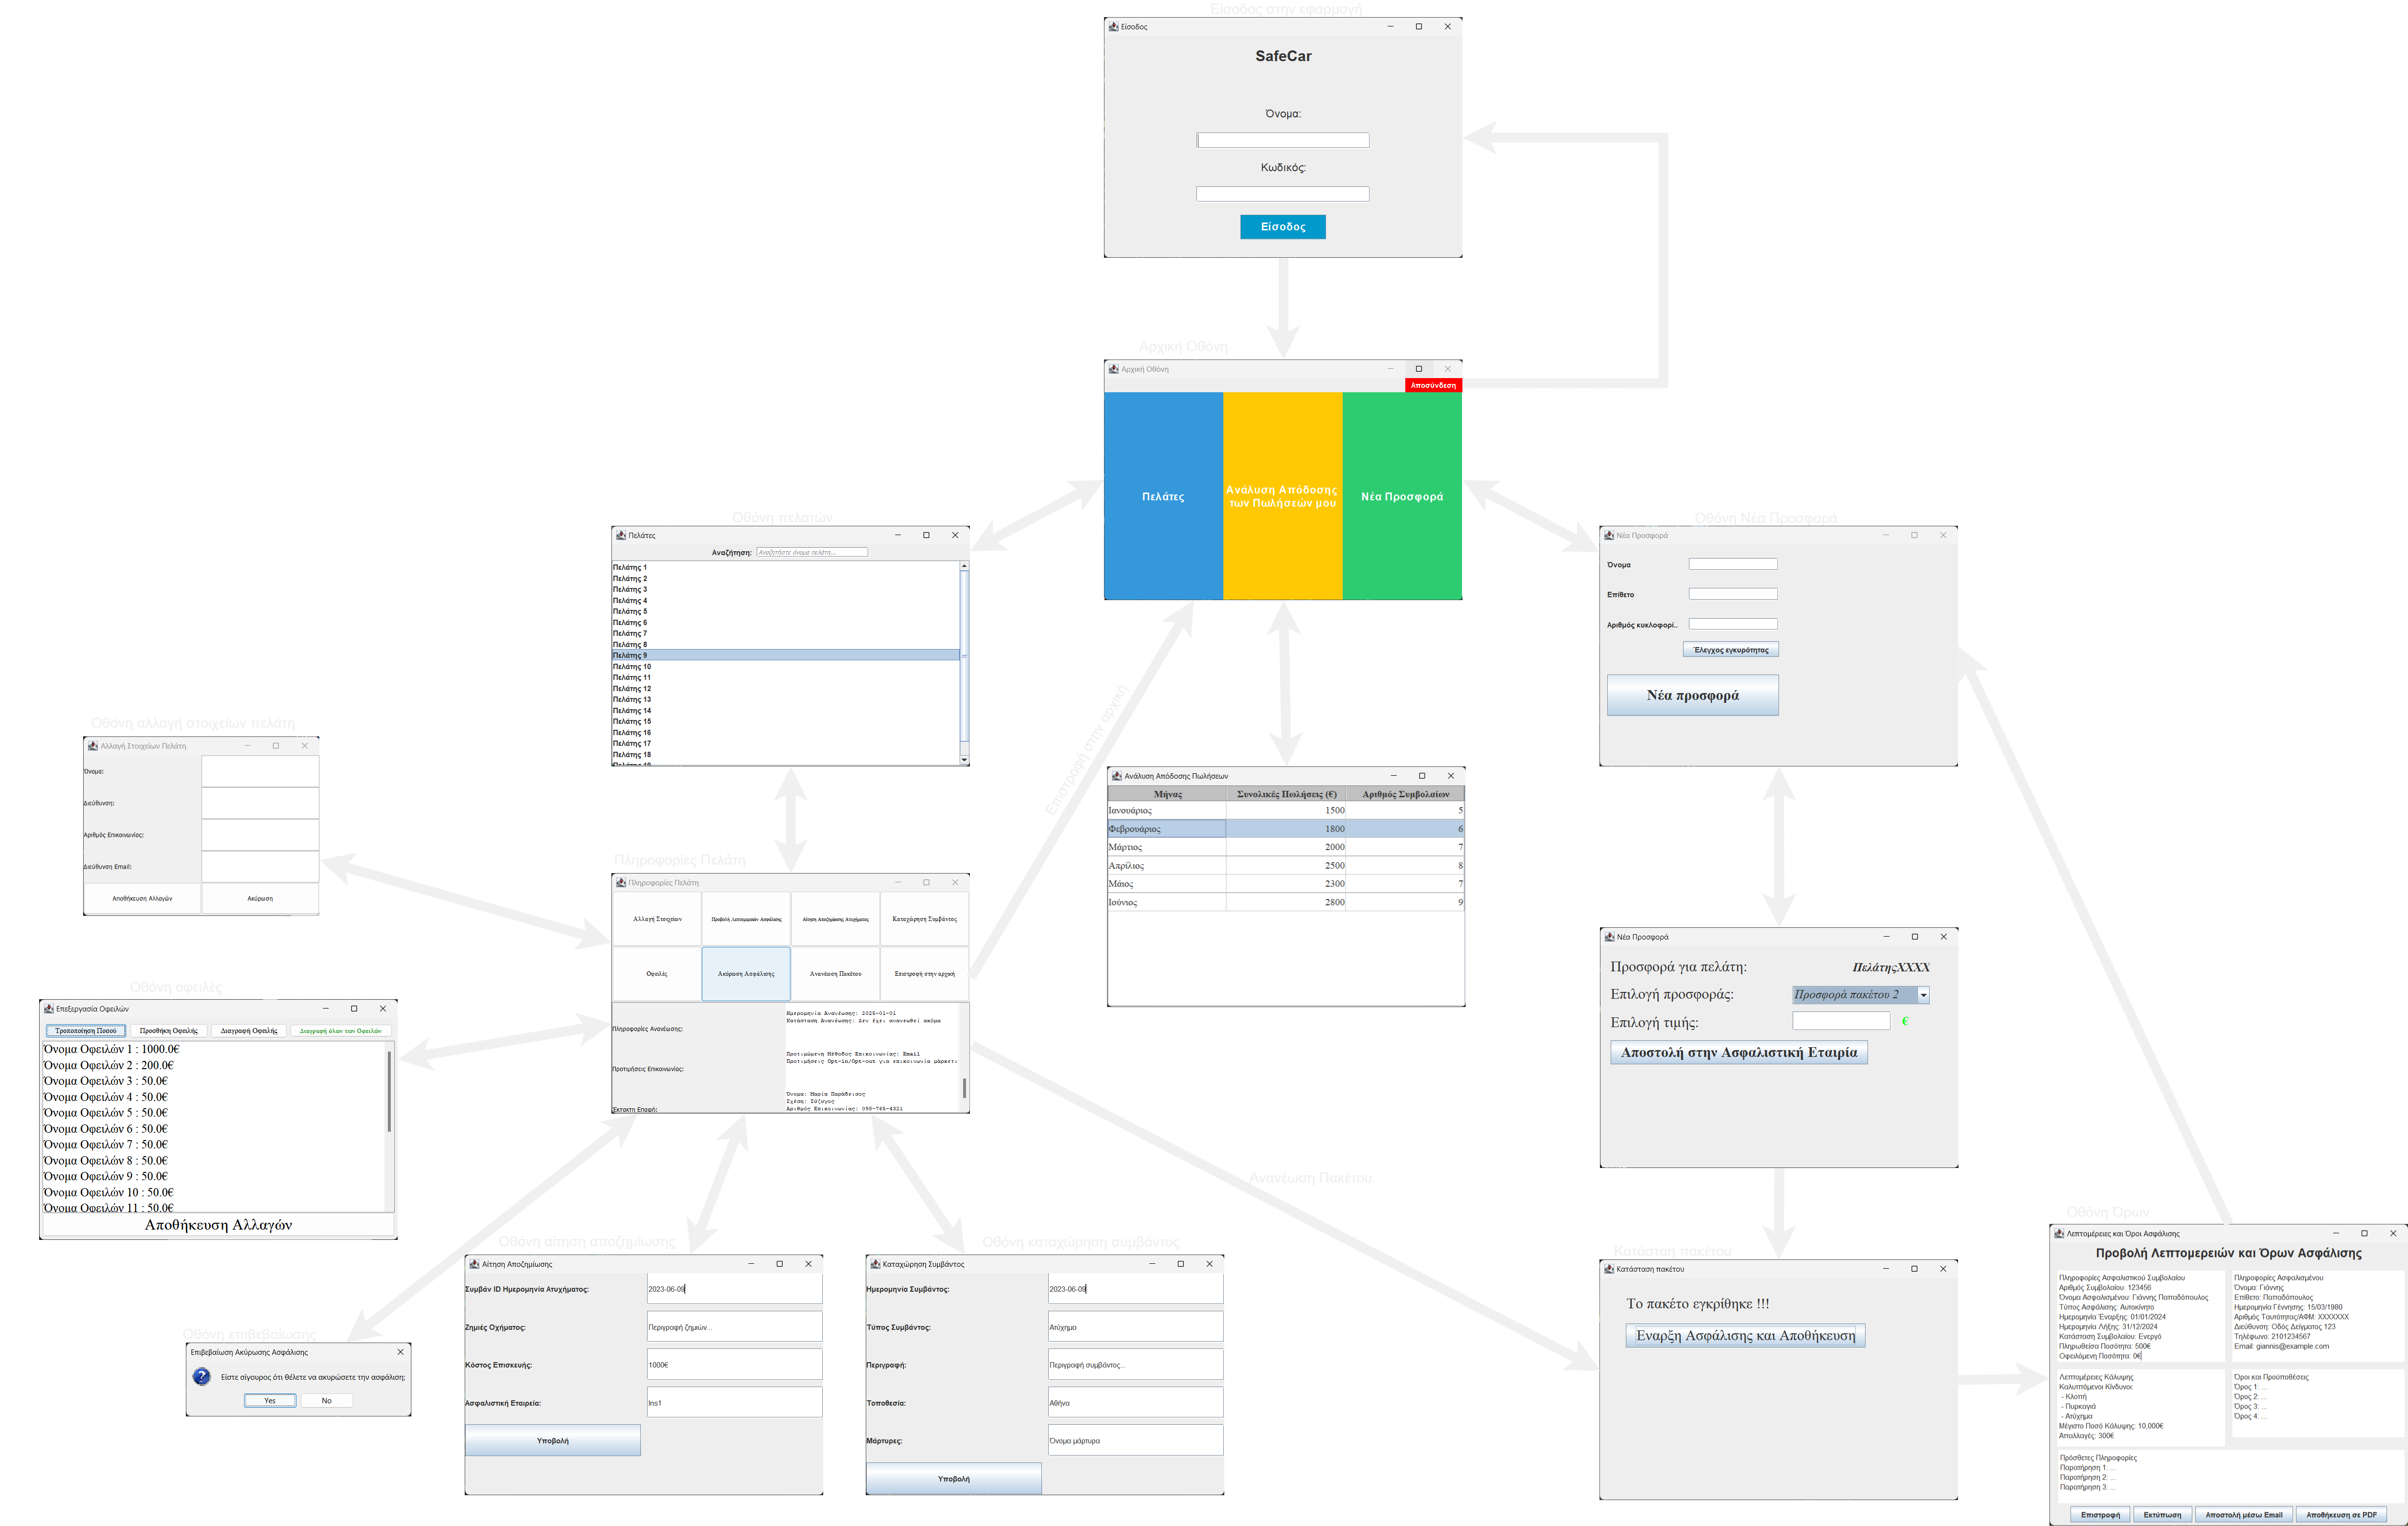 Είσοδος στην εφαρμογή
Είσοδος
SafeCar
Όνομα:
Κωδικός:
Είσοδος
Αρχική Οθόνη
Αρχική Οθόνη
Αποσύνδεση
Πελάτες
Ανάλυση Απόδοσης
των Πωλήσεών μου
Νέα Προσφορά
Οθόνη πελατών
Πελάτες
Αναζήτηση: Αναζητήστε όνομα πελάτη...
Πελάτης 1
Πελάτης 2
Πελάτης 3
Πελάτης 4
Πελάτης 5
Πελάτης 6
Πελάτης 7
Πελάτης 8
Πελάτης 9
Πελάτης 10
Πελάτης 11
Πελάτης 12
Πελάτης 13
Πελάτης 14
Πελάτης 15
Πελάτης 16
Πελάτης 17
Πελάτης 18
Πελάτης 19
Οθόνη Νέα Προσφορά
Νέα Προσφορά
Όνομα
Επίθετο
Αριθμός κυκλοφορί..
Έλεγχος εγκυρότητας
Νέα προσφορά
Επιστροφή στην αρχική
Οθόνη αλλαγή στοιχείων πελάτη
Αλλαγή Στοιχείων Πελάτη
Όνομα:
Διεύθυνση:
Αριθμός Επικοινωνίας:
Διεύθυνση Email:
Αποθήκευση Αλλαγών
Ακύρωση
Ανάλυση Απόδοσης Πωλήσεων
Μήνας Συνολικές Πωλήσεις (€) Αριθμός Συμβολαίων
Ιανουάριος 1500 5
Φεβρουάριος 1800 6
Μάρτιος 2000 7
Απρίλιος 2500 8
Μάιος 2300 7
Ιούνιος 2800 9
Πληροφορίες Πελάτη
Πληροφορίες Πελάτη
Αλλαγή Στοιχείων
Προβολή Λεπτομερειών Ασφάλισης
Αίτηση Αποζημίωσης Ατυχήματος
Καταχώρηση Συμβάντος
Οφειλές
Ακύρωση Ασφάλισης
Ανανέωση Πακέτου
Επιστροφή στην αρχική
Πληροφορίες Ανανέωσης:
Ημερομηνία Ανανέωσης: 2025-01-01
Κατάσταση Ανανέωσης: Δεν έχει ανανεωθεί ακόμα
Προτιμήσεις Επικοινωνίας:
Προτιμώμενη Μέθοδος Επικοινωνίας: Email
Προτιμήσεις Opt-in/Opt-out για επικοινωνία μάρκετι
Έκτακτη Επαφή:
Όνομα: Μαρία Παράδεισος
Σχέση: Σύζυγος
Αριθμός Επικοινωνίας: 098-765-4321
Νέα Προσφορά
Προσφορά για πελάτη: ΠελάτηςXXXX
Επιλογή προσφοράς: Προσφορά πακέτου 2
Επιλογή τιμής: €
Αποστολή στην Ασφαλιστική Εταιρία
Οθόνη οφειλές
Επεξεργασία Οφειλών
Τροποποίηση Ποσού
Προσθήκη Οφειλής
Διαγραφή Οφειλής
Διαγραφή όλων των Οφειλών
Όνομα Οφειλών 1 : 1000.0€
Όνομα Οφειλών 2 : 200.0€
Όνομα Οφειλών 3 : 50.0€
Όνομα Οφειλών 4 : 50.0€
Όνομα Οφειλών 5 : 50.0€
Όνομα Οφειλών 6 : 50.0€
Όνομα Οφειλών 7 : 50.0€
Όνομα Οφειλών 8 : 50.0€
Όνομα Οφειλών 9 : 50.0€
Όνομα Οφειλών 10 : 50.0€
Όνομα Οφειλών 11 : 50.0€
Αποθήκευση Αλλαγών
Ανανέωση Πακέτου
Οθόνη επιβεβαίωσης
Επιβεβαίωση Ακύρωσης Ασφάλισης
Είστε σίγουρος ότι θέλετε να ακυρώσετε την ασφάλιση;
Yes
No
Οθόνη αίτηση αποζημίωσης
Αίτηση Αποζημίωσης
Συμβάν ID Ημερομηνία Ατυχήματος: 2023-06-09
Ζημιές Οχήματος: Περιγραφή ζημιών...
Κόστος Επισκευής: 1000€
Ασφαλιστική Εταιρεία: Ins1
Υποβολή
Οθόνη καταχώρηση συμβάντος
Καταχώρηση Συμβάντος
Ημερομηνία Συμβάντος: 2023-06-09
Τύπος Συμβάντος: Ατύχημα
Περιγραφή: Περιγραφή συμβάντος...
Τοποθεσία: Αθήνα
Μάρτυρες: Όνομα μάρτυρα
Υποβολή
Κατάσταη πακέτου
Κατάσταση πακέτου
Το πακέτο εγκρίθηκε !!!
Εναρξη Ασφάλισης και Αποθήκευση
Οθόνη Όρων
Λεπτομέρειες και Όροι Ασφάλισης
Προβολή Λεπτομερειών και Όρων Ασφάλισης
Πληροφορίες Ασφαλιστικού Συμβολαίου
Αριθμός Συμβολαίου: 123456
Όνομα Ασφαλισμένου: Γιάννης Παπαδόπουλος
Τύπος Ασφάλισης: Αυτοκίνητο
Ημερομηνία Έναρξης: 01/01/2024
Ημερομηνία Λήξης: 31/12/2024
Κατάσταση Συμβολαίου: Ενεργό
Πληρωθείσα Ποσότητα: 500€
Οφειλόμενη Ποσότητα: 0€
Πληροφορίες Ασφαλισμένου
Όνομα: Γιάννης
Επίθετο: Παπαδόπουλος
Ημερομηνία Γέννησης: 15/03/1980
Αριθμός Ταυτότητας/ΑΦΜ: XXXXXXX
Διεύθυνση: Οδός Δείγματος 123
Τηλέφωνο: 2101234567
Email: giannis@example.com
Λεπτομέρειες Κάλυψης
Καλυπτόμενοι Κίνδυνοι:
- Κλοπή
- Πυρκαγιά
- Ατύχημα
Μέγιστο Ποσό Κάλυψης: 10,000€
Απαλλαγές: 300€
Όροι και Προϋποθέσεις
Όρος 1: ...
Όρος 2: ...
Όρος 3: ...
Όρος 4: ...
Πρόσθετες Πληροφορίες
Παρατήρηση 1: ...
Παρατήρηση 2: ...
Παρατήρηση 3: ...
Επιστροφή
Εκτύπωση
Αποστολή μέσω Email
Αποθήκευση σε PDF